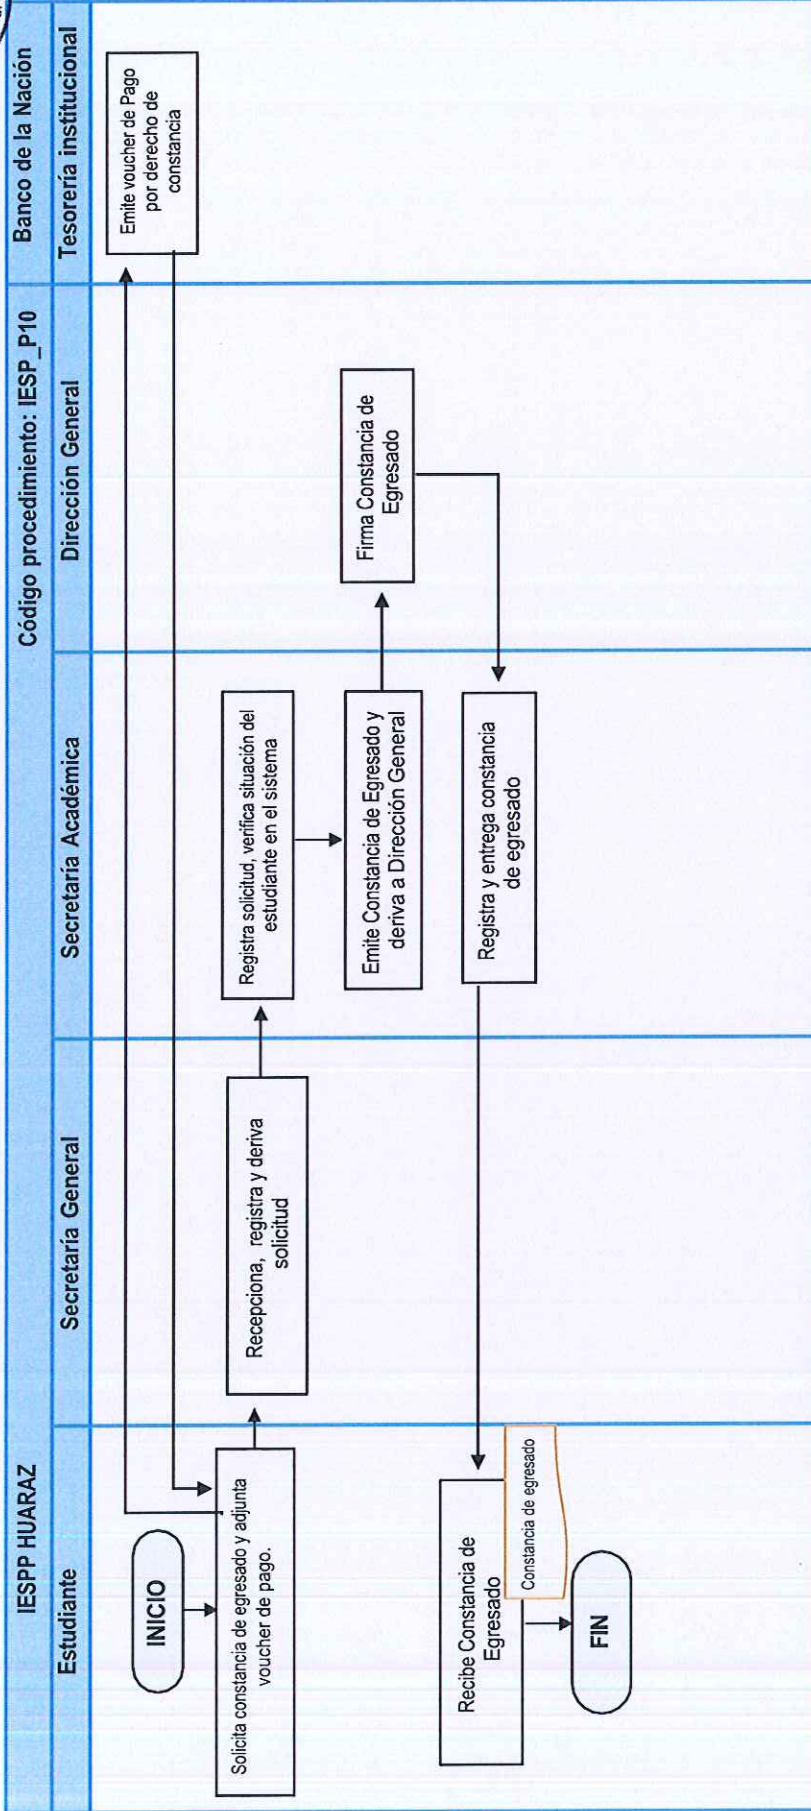 IESPP HUARAZ
Código procedimiento: IESP_P10
Banco de la Nación
Estudiante
Secretaría General
Secretaría Académica
Dirección General
Tesorería institucional
INICIO
Emite voucher de Pago
por derecho de
constancia
Solicita constancia de egresado y adjunta
voucher de pago.
Recepciona, registra y deriva
solicitud
Registra solicitud, verifica situación del
estudiante en el sistema
Emite Constancia de Egresado y
deriva a Dirección General
Firma Constancia de
Egresado
Registra y entrega constancia
de egresado
Recibe Constancia de
Egresado
Constancia de egresado
FIN